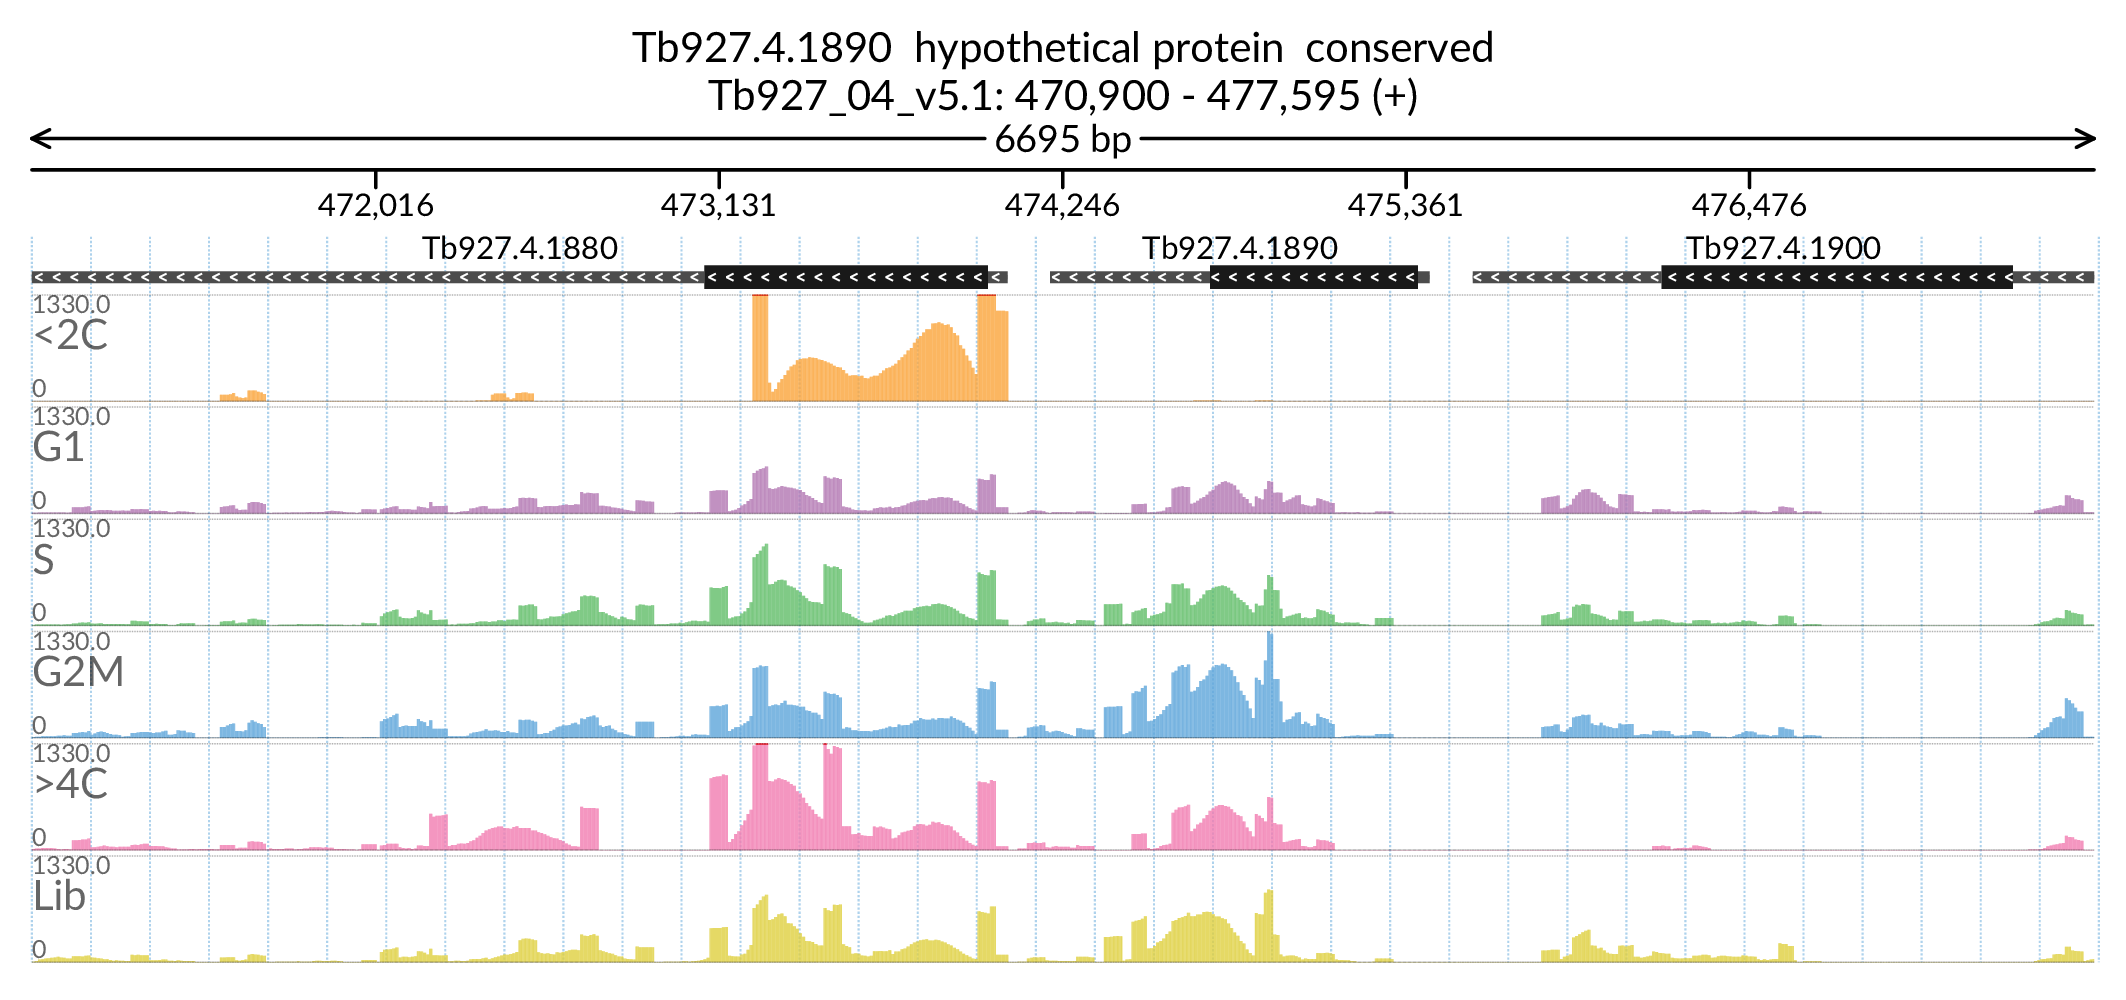 Tb927.4.1890 hypothetical protein conserved
Tb927_04_v5.1: 470,900 - 477,595 (+)
6695 bp
472,016 473,131 474,246 475,361 476,476
Tb927.4.1880 Tb927.4.1890 Tb927.4.1900
1330.0
<2C
0
1330.0
G1
0
1330.0
S
0
1330.0
G2M
0
1330.0
>4C
0
1330.0
Lib
0